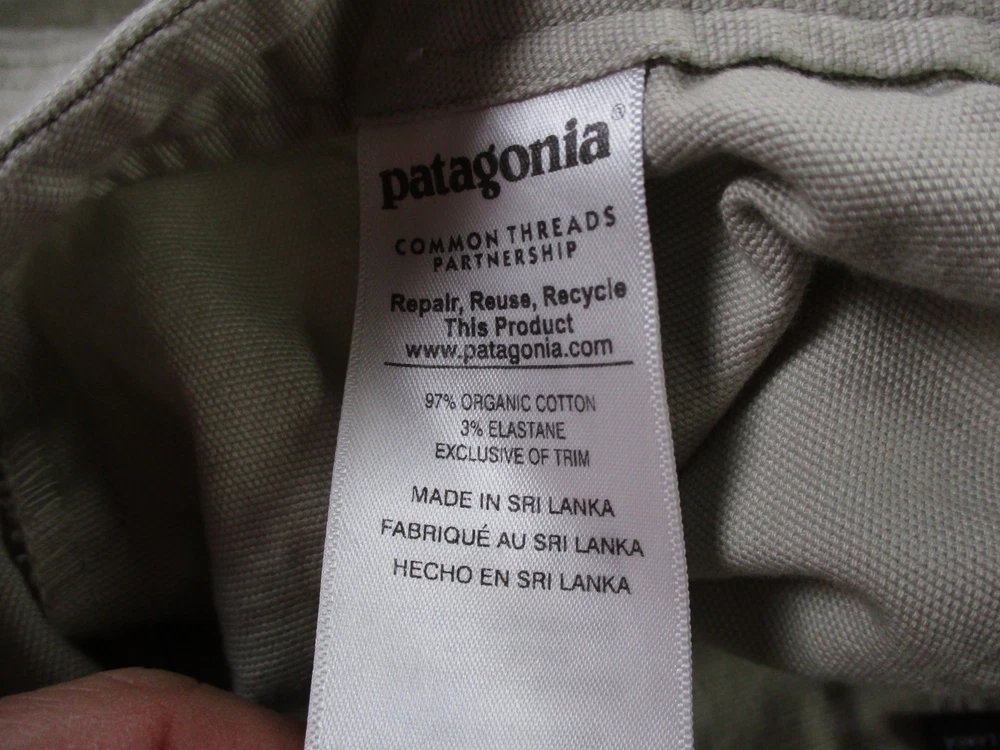 patagonia®
COMMON THREADS
PARTNERSHIP
Repair, Reuse, Recycle
This Product
www.patagonia.com
97% ORGANIC COTTON
3% ELASTANE
EXCLUSIVE OF TRIM
MADE IN SRI LANKA
FABRIQUÉ AU SRI LANKA
HECHO EN SRI LANKA